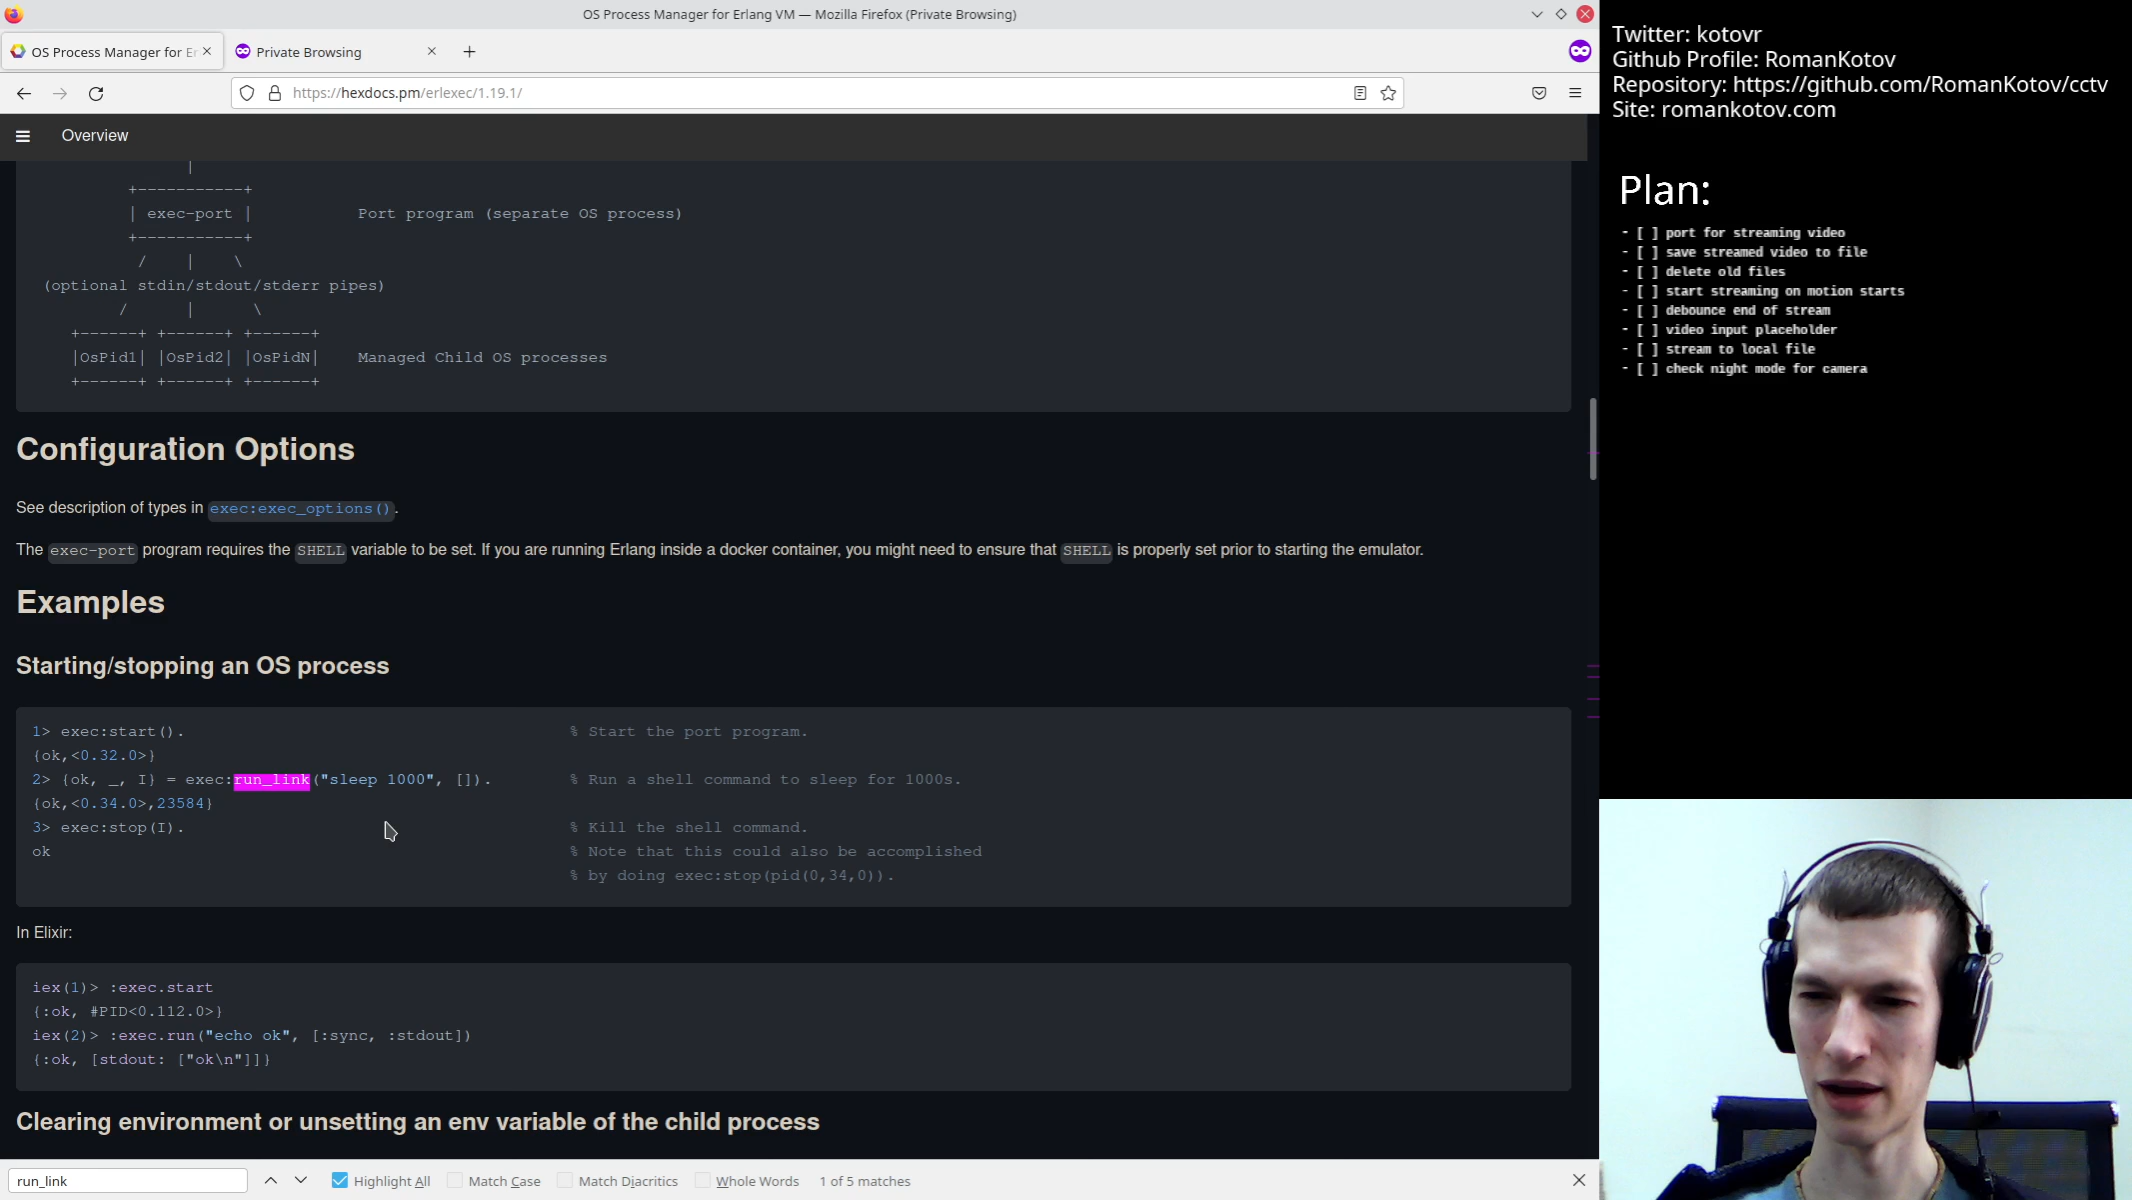 OS Process Manager for Erlang VM — Mozilla Firefox (Private Browsing)
OS Process Manager for Er
Private Browsing
https://hexdocs.pm/erlexec/1.19.1/
Overview
|
+-----------+
| exec-port |          Port program (separate OS process)
+-----------+
/    |    \
(optional stdin/stdout/stderr pipes)
/      |      \
+------+ +------+ +------+
|OsPid1| |OsPid2| |OsPidN|    Managed Child OS processes
+------+ +------+ +------+
Configuration Options
See description of types in exec:exec_options().
The exec-port program requires the SHELL variable to be set. If you are running Erlang inside a docker container, you might need to ensure that SHELL is properly set prior to starting the emulator.
Examples
Starting/stopping an OS process
1> exec:start().                                        % Start the port program.
{ok,<0.32.0>}
2> {ok, _, I} = exec:run_link("sleep 1000", []).        % Run a shell command to sleep for 1000s.
{ok,<0.34.0>,23584}
3> exec:stop(I).                                        % Kill the shell command.
ok                                                      % Note that this could also be accomplished
% by doing exec:stop(pid(0,34,0)).
In Elixir:
iex(1)> :exec.start
{:ok, #PID<0.112.0>}
iex(2)> :exec.run("echo ok", [:sync, :stdout])
{:ok, [stdout: ["ok\n"]]}
Clearing environment or unsetting an env variable of the child process
run_link
Highlight All
Match Case
Match Diacritics
Whole Words
1 of 5 matches
Twitter: kotovr
Github Profile: RomanKotov
Repository: https://github.com/RomanKotov/cctv
Site: romankotov.com
Plan:
- [ ] port for streaming video
- [ ] save streamed video to file
- [ ] delete old files
- [ ] start streaming on motion starts
- [ ] debounce end of stream
- [ ] video input placeholder
- [ ] stream to local file
- [ ] check night mode for camera